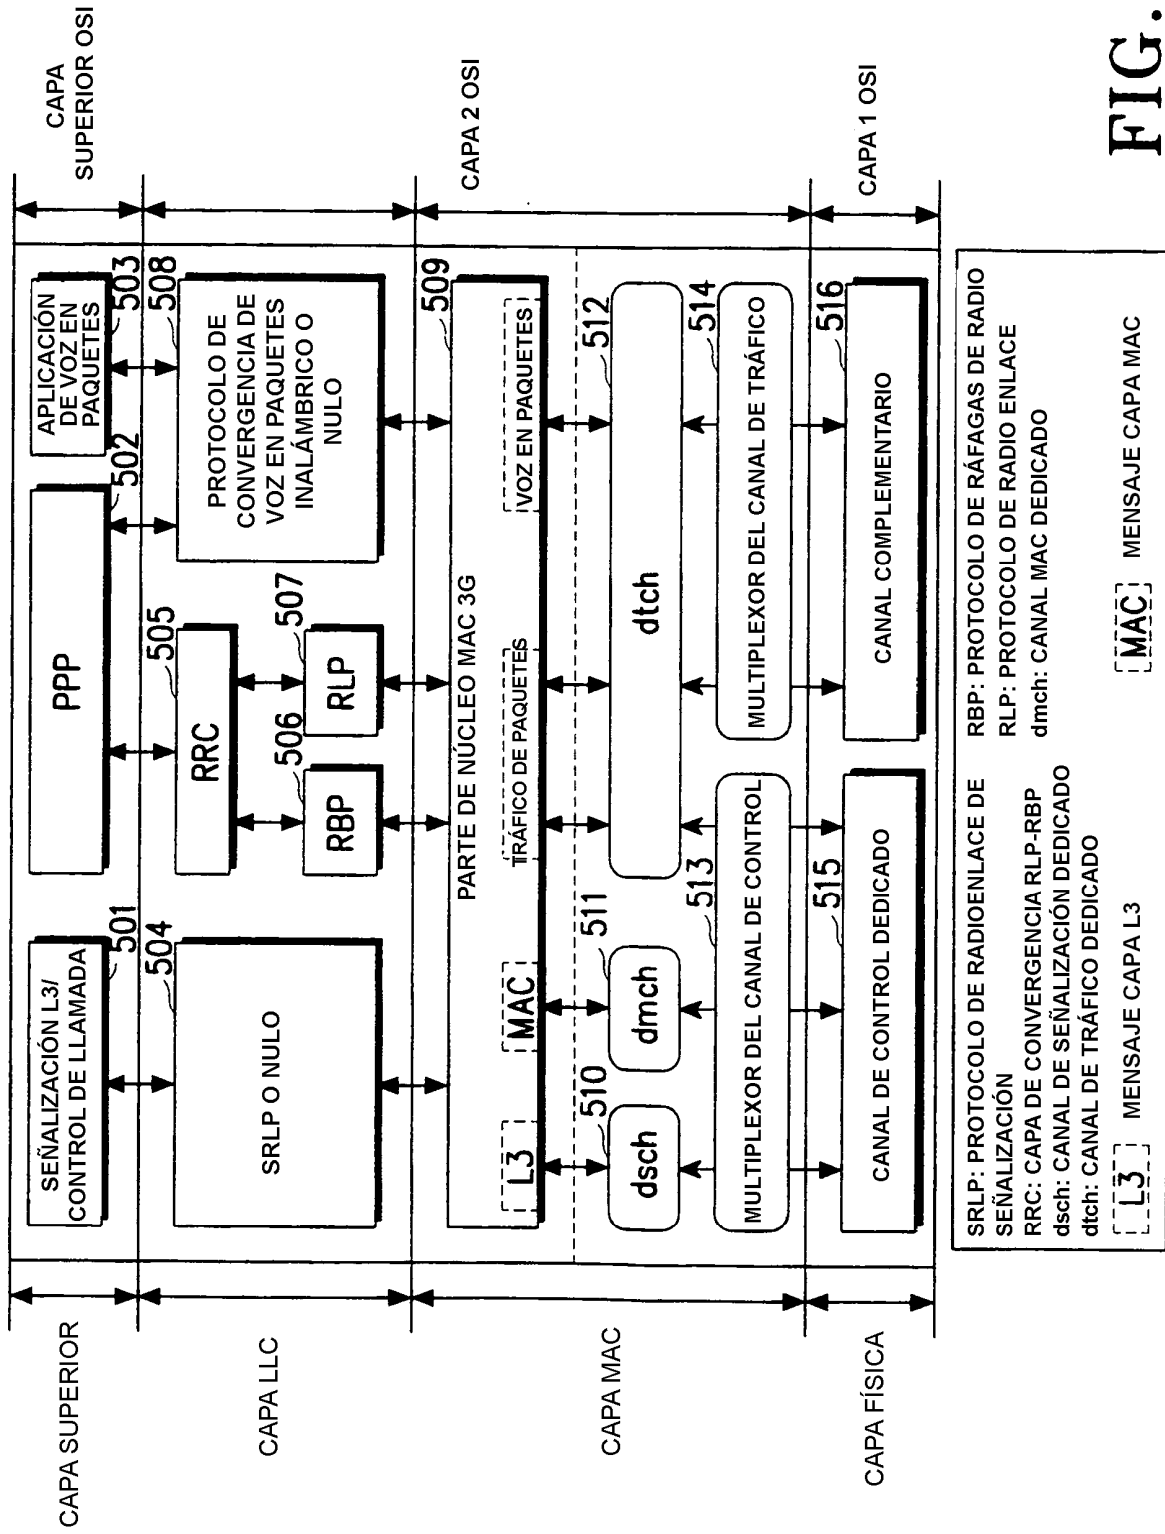 CAPA SUPERIOR
CAPA LLC
CAPA MAC
CAPA FÍSICA
SEÑALIZACIÓN L3/
CONTROL DE LLAMADA
501
PPP
502
APLICACIÓN
DE VOZ EN
PAQUETES
503
CAPA
SUPERIOR OSI
504
SRLP O NULO
505
RRC
506
RBP
507
RLP
508
PROTOCOLO DE
CONVERGENCIA DE
VOZ EN PAQUETES
INALÁMBRICO O
NULO
CAPA 2 OSI
PARTE DE NÚCLEO MAC 3G
509
L3
MAC
TRÁFICO DE PAQUETES
VOZ EN PAQUETES
510
dsch
511
dmch
512
dtch
513
MULTIPLEXOR DEL CANAL DE CONTROL
514
MULTIPLEXOR DEL CANAL DE TRÁFICO
515
CANAL DE CONTROL DEDICADO
516
CANAL COMPLEMENTARIO
CAPA 1 OSI
SRLP: PROTOCOLO DE RADIOENLACE DE
SEÑALIZACIÓN
RRC: CAPA DE CONVERGENCIA RLP-RBP
dsch: CANAL DE SEÑALIZACIÓN DEDICADO
dtch: CANAL DE TRÁFICO DEDICADO
RBP: PROTOCOLO DE RÁFAGAS DE RADIO
RLP: PROTOCOLO DE RADIO ENLACE
dmch: CANAL MAC DEDICADO
L3 MENSAJE CAPA L3
MAC MENSAJE CAPA MAC
FIG.